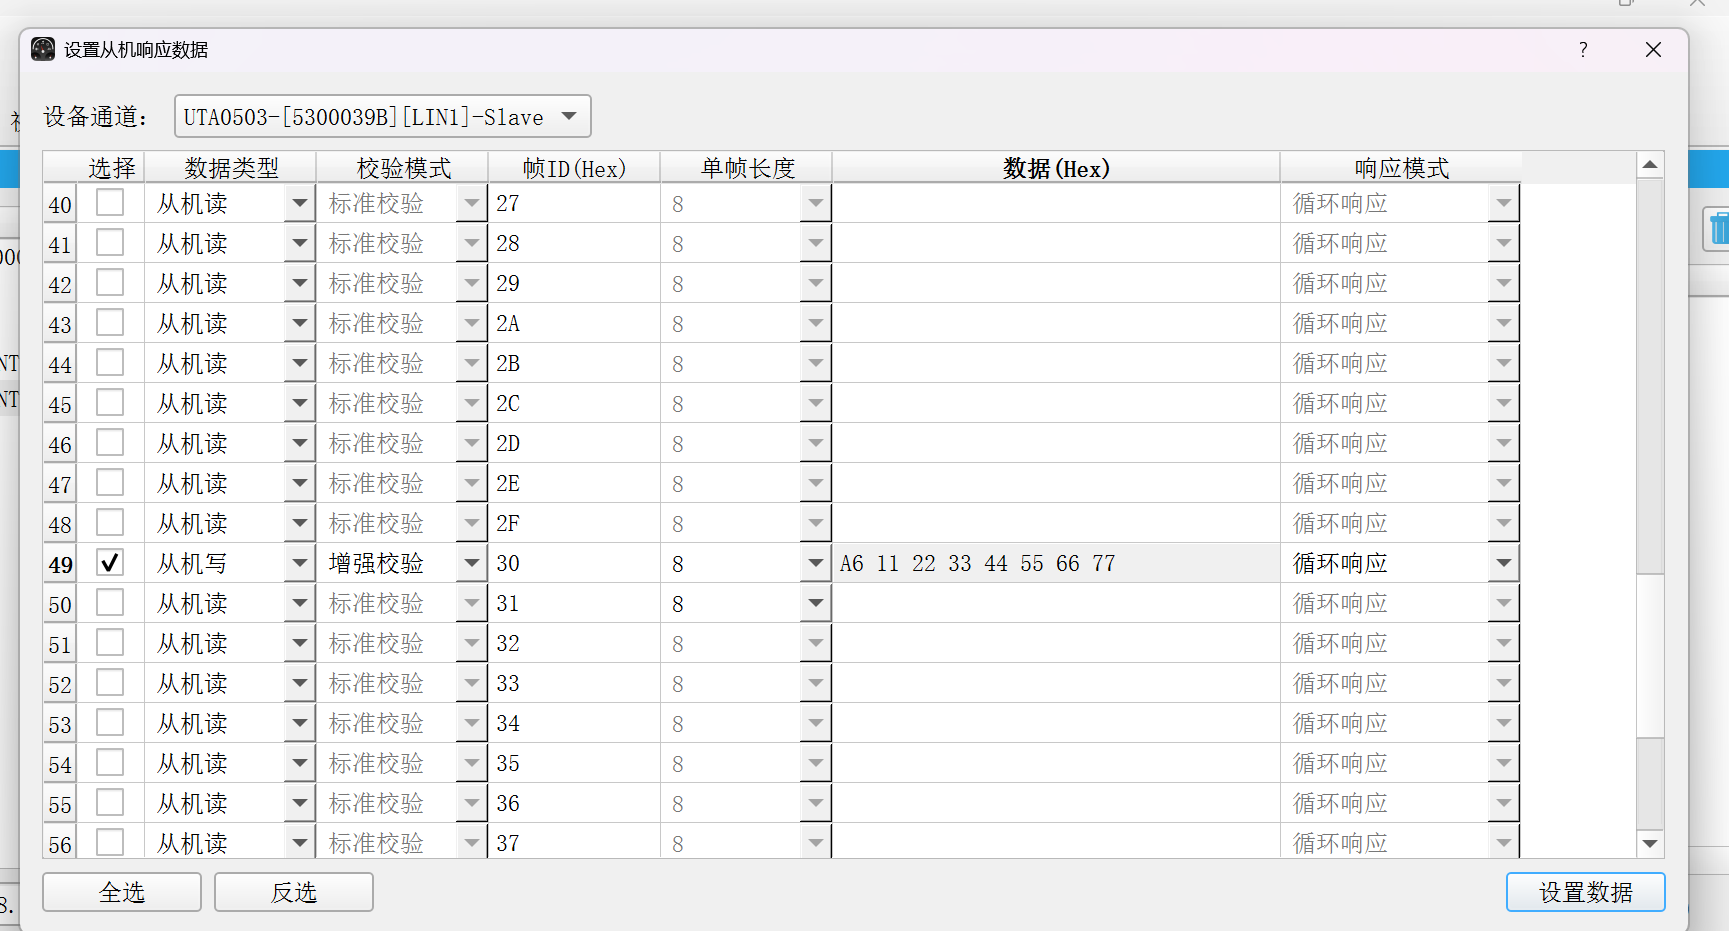 设置从机响应数据 ?
设备通道: UTA0503-[5300039B][LIN1]-Slave
选择 数据类型 校验模式 帧ID(Hex) 单帧长度 数据(Hex) 响应模式
40 从机读 标准校验 27 8 循环响应
41 从机读 标准校验 28 8 循环响应
42 从机读 标准校验 29 8 循环响应
43 从机读 标准校验 2A 8 循环响应
44 从机读 标准校验 2B 8 循环响应
45 从机读 标准校验 2C 8 循环响应
46 从机读 标准校验 2D 8 循环响应
47 从机读 标准校验 2E 8 循环响应
48 从机读 标准校验 2F 8 循环响应
49 从机写 增强校验 30 8 A6 11 22 33 44 55 66 77 循环响应
50 从机读 标准校验 31 8 循环响应
51 从机读 标准校验 32 8 循环响应
52 从机读 标准校验 33 8 循环响应
53 从机读 标准校验 34 8 循环响应
54 从机读 标准校验 35 8 循环响应
55 从机读 标准校验 36 8 循环响应
56 从机读 标准校验 37 8 循环响应
全选 反选 设置数据
NT
NT
8.